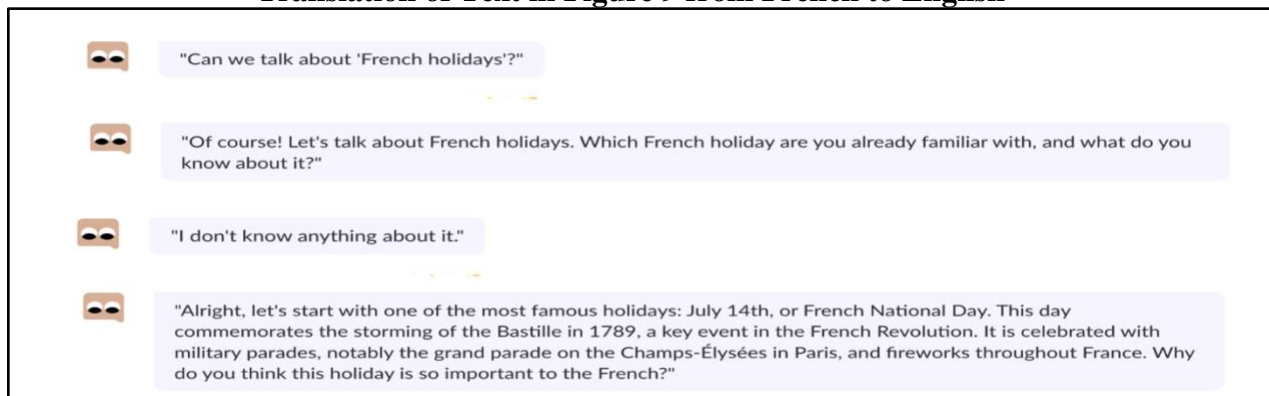 Translation of Text in Figure 9 from French to English
"Can we talk about 'French holidays'?"
"Of course! Let's talk about French holidays. Which French holiday are you already familiar with, and what do you
know about it?"
"I don't know anything about it."
"Alright, let's start with one of the most famous holidays: July 14th, or French National Day. This day
commemorates the storming of the Bastille in 1789, a key event in the French Revolution. It is celebrated with
military parades, notably the grand parade on the Champs-Élysées in Paris, and fireworks throughout France. Why
do you think this holiday is so important to the French?"